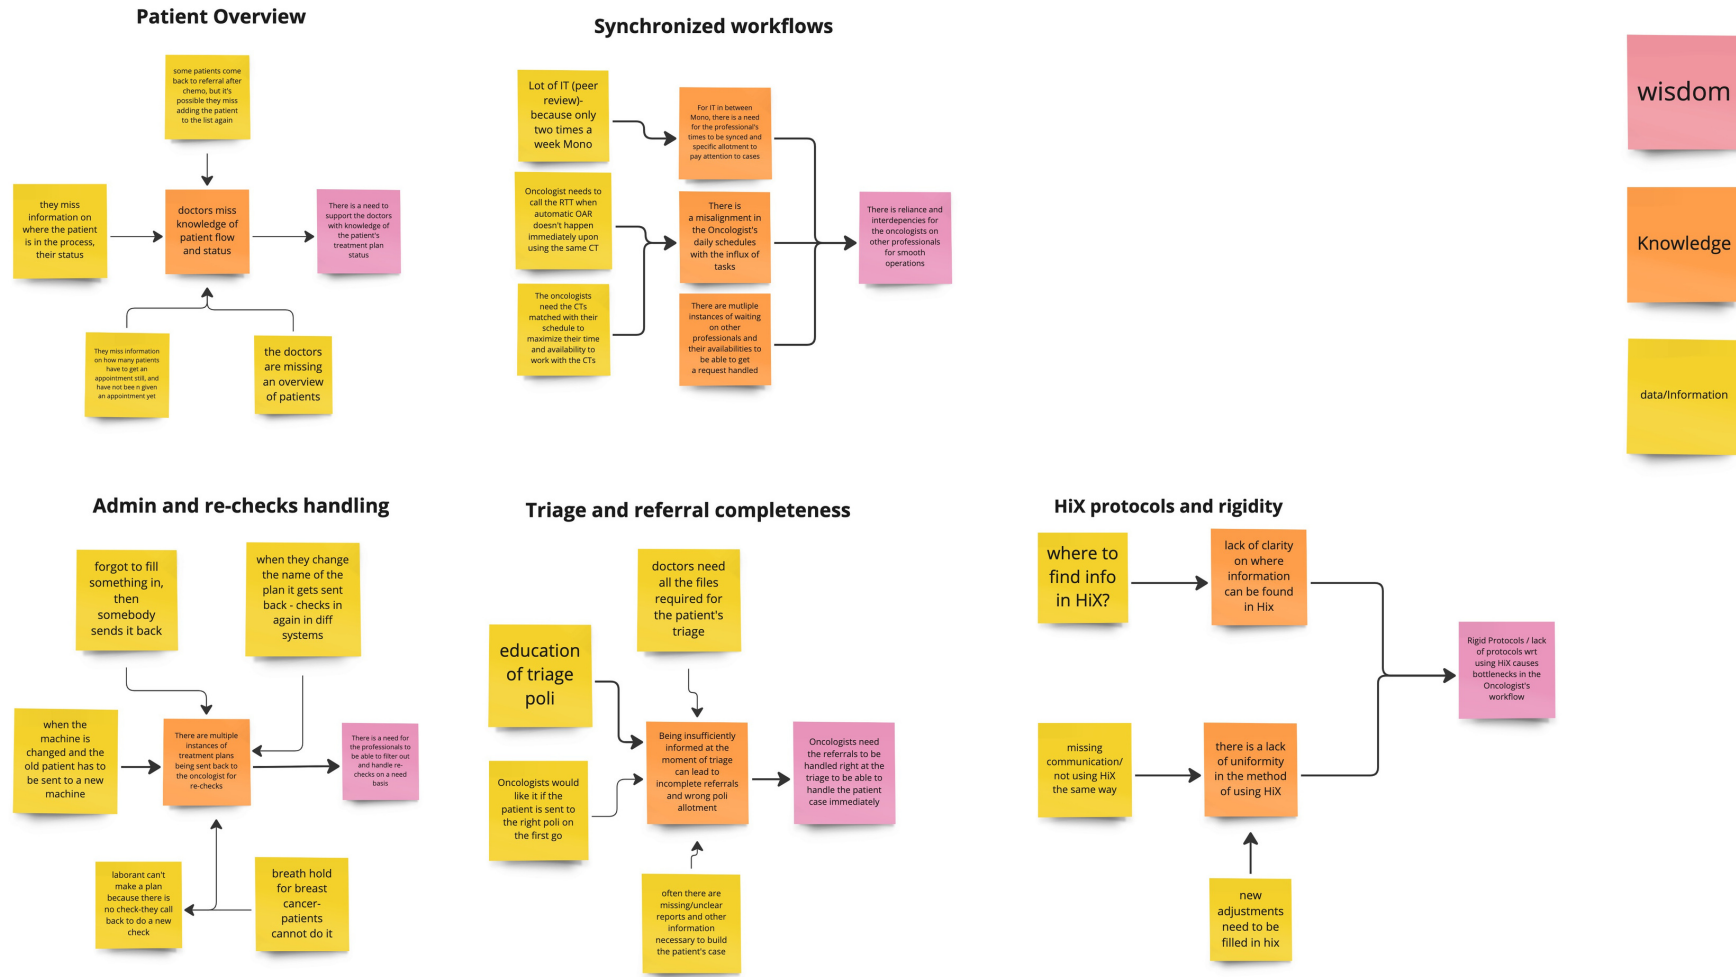 Patient Overview
some patients come
back to referral after
chemo, but it's
possible they miss
adding the patient
to the list again
they miss
information on
where the patient
is in the process,
their status
doctors miss
knowledge of
patient flow
and status
There is a need to
support the doctors
with knowledge of
the patient's
treatment plan
status
They miss information
on how many patients
have to get an
appointment still, and
have not bee n given
an appointment yet
the doctors
are missing
an overview
of patients
Synchronized workflows
Lot of IT (peer
review)-
because only
two times a
week Mono
For IT in between
Mono, there is a need
for the professional's
times to be synced and
specific allotment to
pay attention to cases
Oncologist needs to
call the RTT when
automatic OAR
doesn't happen
immediately upon
using the same CT
There is
a misalignment in
the Oncologist's
daily schedules
with the influx of
tasks
There is reliance and
interdepencies for
the oncologists on
other professionals
for smooth
operations
The oncologists
need the CTs
matched with their
schedule to
maximize their time
and availability to
work with the CTs
There are mutliple
instances of waiting
on other
professionals and
their availabilities to
be able to get
a request handled
wisdom
Knowledge
data/Information
Admin and re-checks handling
forgot to fill
something in,
then
somebody
sends it back
when they change
the name of the
plan it gets sent
back - checks in
again in diff
systems
when the
machine is
changed and the
old patient has to
be sent to a new
machine
There are multiple
instances of
treatment plans
being sent back to
the oncologist for
re-checks
There is a need for
the professionals to
be able to filter out
and handle re-
checks on a need
basis
laborant can't
make a plan
because there is
no check-they call
back to do a new
check
breath hold
for breast
cancer-
patients
cannot do it
Triage and referral completeness
doctors need
all the files
required for
the patient's
triage
education
of triage
poli
Being insufficiently
informed at the
moment of triage
can lead to
incomplete referrals
and wrong poli
allotment
Oncologists need
the referrals to be
handled right at the
triage to be able to
handle the patient
case immediately
Oncologists would
like it if the
patient is sent to
the right poli on
the first go
often there are
missing/unclear
reports and other
information
necessary to build
the patient's case
HiX protocols and rigidity
where to
find info
in HiX?
lack of clarity
on where
information
can be found
in Hix
Rigid Protocols / lack
of protocols wrt
using HiX causes
bottlenecks in the
Oncologist's
workflow
missing
communication/
not using HiX
the same way
there is a lack
of uniformity
in the method
of using HiX
new
adjustments
need to be
filled in hix